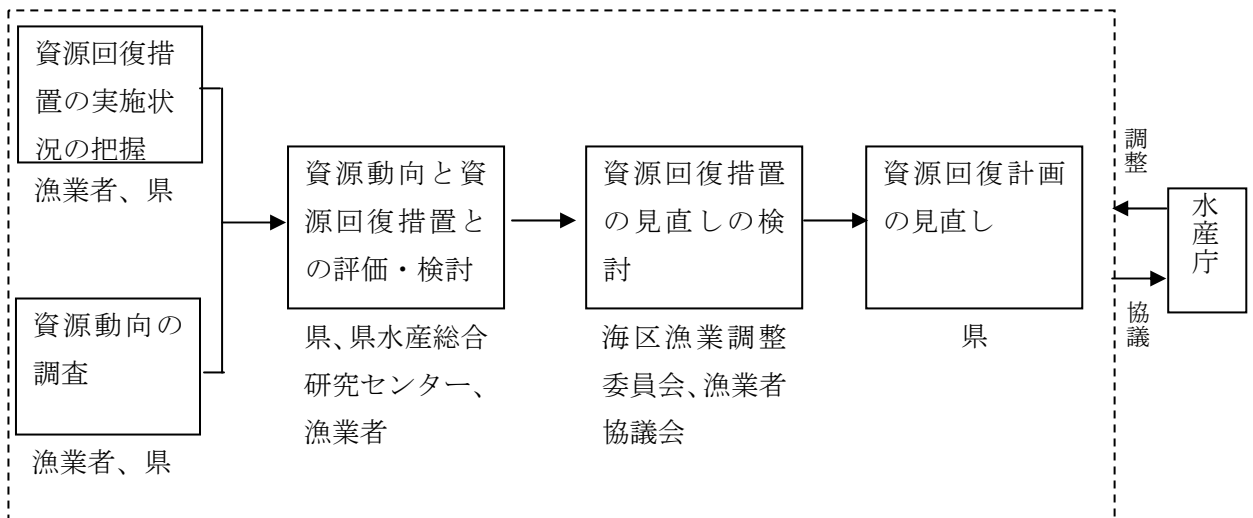 資源回復措
置の実施状
況の把握
漁業者、県
資源動向の
調査
漁業者、県
資源動向と資
源回復措置と
の評価・検討
県、県水産総合
研究センター、
漁業者
資源回復措置
の見直しの検
討
海区漁業調整
委員会、漁業者
協議会
資源回復計画
の見直し
県
調整
協議
水産庁